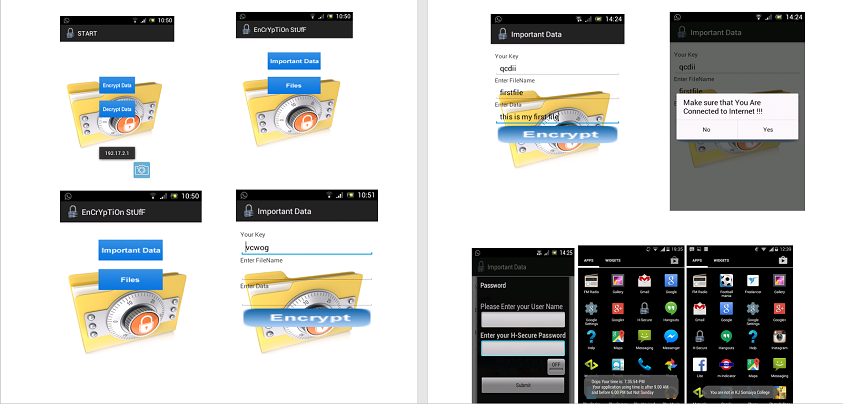 10:50
START
Encrypt Data
Decrypt Data
192.17.2.1
10:50
EnCrYpTiOn StUfF
Important Data
Files
10:50
EnCrYpTiOn StUfF
Important Data
Files
10:51
Important Data
Your Key
vcwog
Enter FileName
Enter Data
Encrypt
14:24
Important Data
Your Key
qcdii
Enter FileName
firstfile
Enter Data
this is my first file
Encrypt
14:24
Important Data
Your Key
qcdii
Enter FileName
firstfile
Make sure that You Are
Connected to Internet !!!
No Yes
14:25
Important Data
Password
Please Enter your User Name
Enter your H-Secure Password
OFF
Submit
19:35
APPS WIDGETS
FM Radio Gallery Gmail Google
Google Settings Google+ H-Secure Hangouts
Help Maps Messaging Messenger
Oops Your time is 7:35:54-PM
Your application using time is after 9.00 AM
and before 6.00 PM but Not Sunday
12:39
APPS WIDGETS
FM Radio Football mania Freelancer Gallery
Gmail Google Google Settings Google+
H-Secure Hangouts Help Instagram
Lite m-Indicator Maps Messaging
You are not in KJ Somaiya College